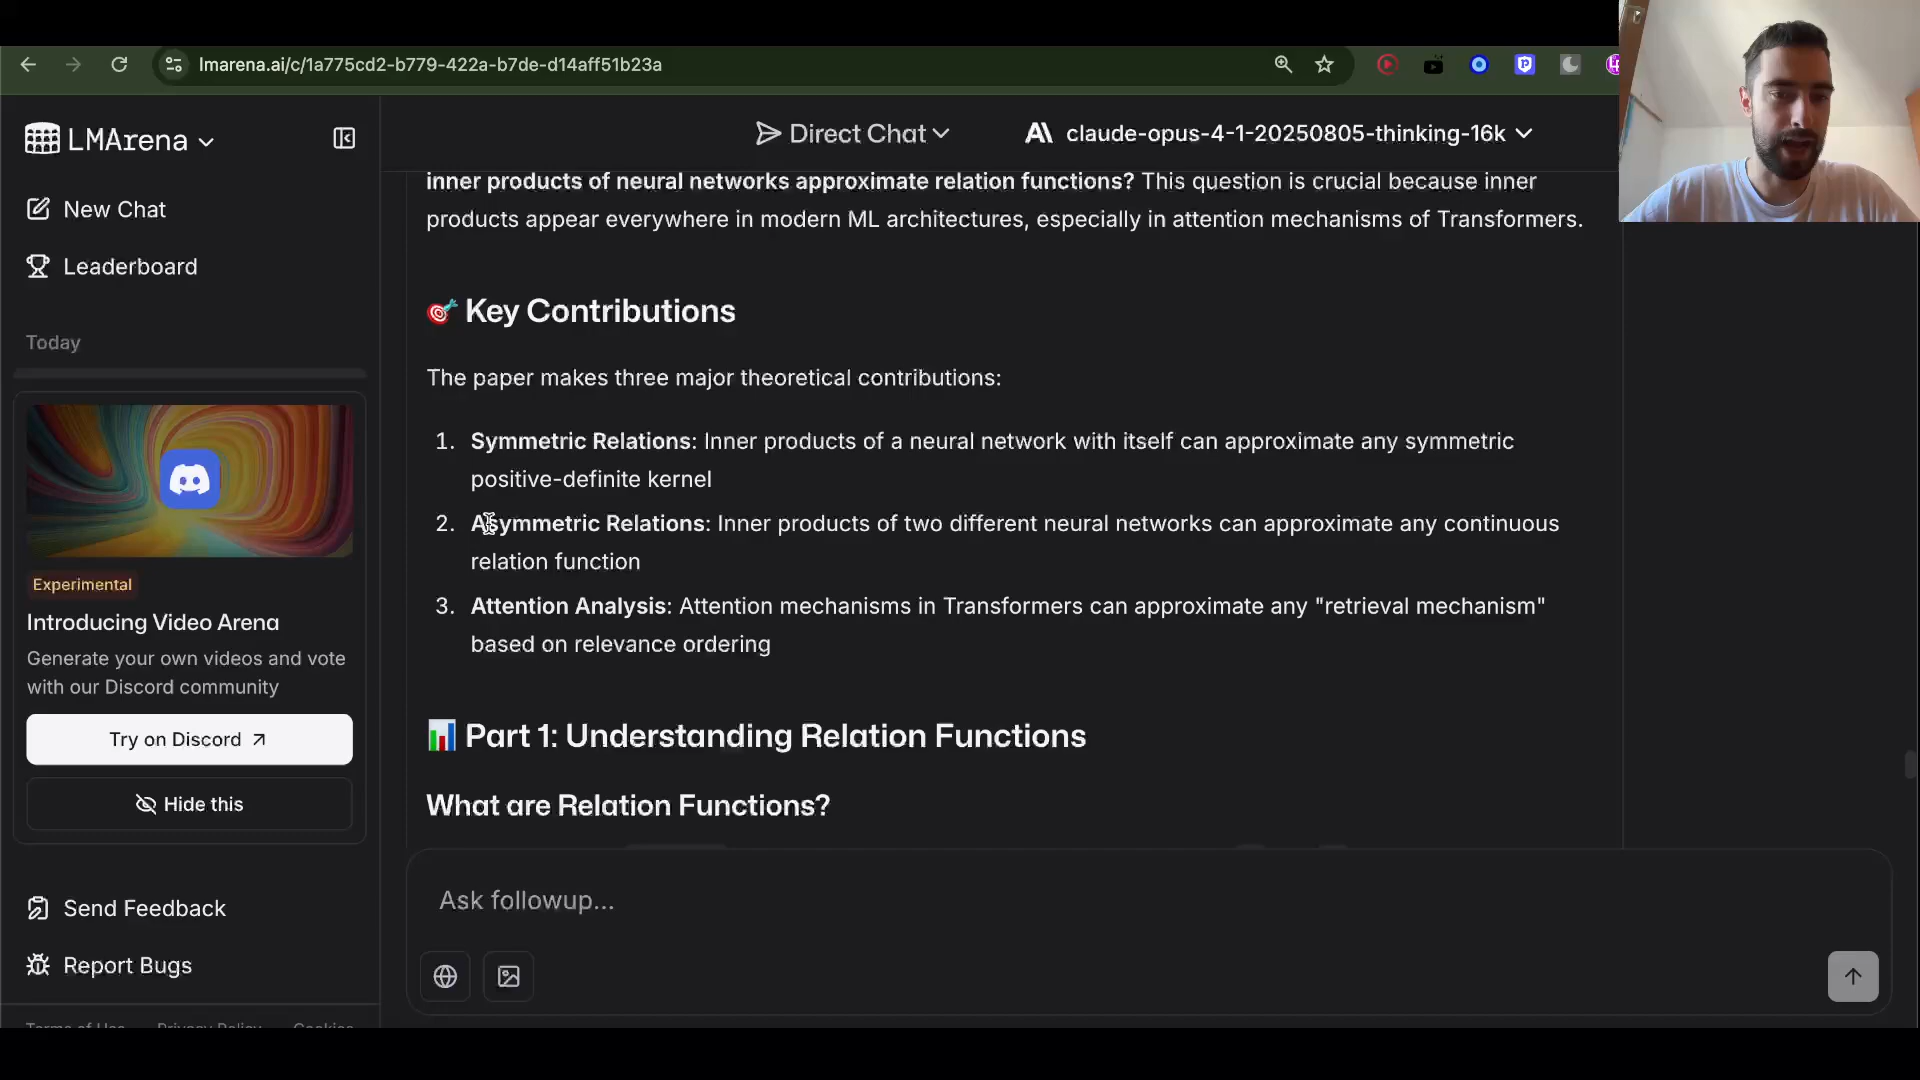 lmarena.ai/c/1a775cd2-b779-422a-b7de-d14aff51b23a
LMArena
Direct Chat
claude-opus-4-1-20250805-thinking-16k
New Chat
Leaderboard
Today
Experimental
Introducing Video Arena
Generate your own videos and vote
with our Discord community
Try on Discord
Hide this
Send Feedback
Report Bugs
Terms of Use Privacy Policy Cookies
inner products of neural networks approximate relation functions? This question is crucial because inner
products appear everywhere in modern ML architectures, especially in attention mechanisms of Transformers.
🎯 Key Contributions
The paper makes three major theoretical contributions:
1. Symmetric Relations: Inner products of a neural network with itself can approximate any symmetric
positive-definite kernel
2. Asymmetric Relations: Inner products of two different neural networks can approximate any continuous
relation function
3. Attention Analysis: Attention mechanisms in Transformers can approximate any "retrieval mechanism"
based on relevance ordering
📊 Part 1: Understanding Relation Functions
What are Relation Functions?
Ask followup...